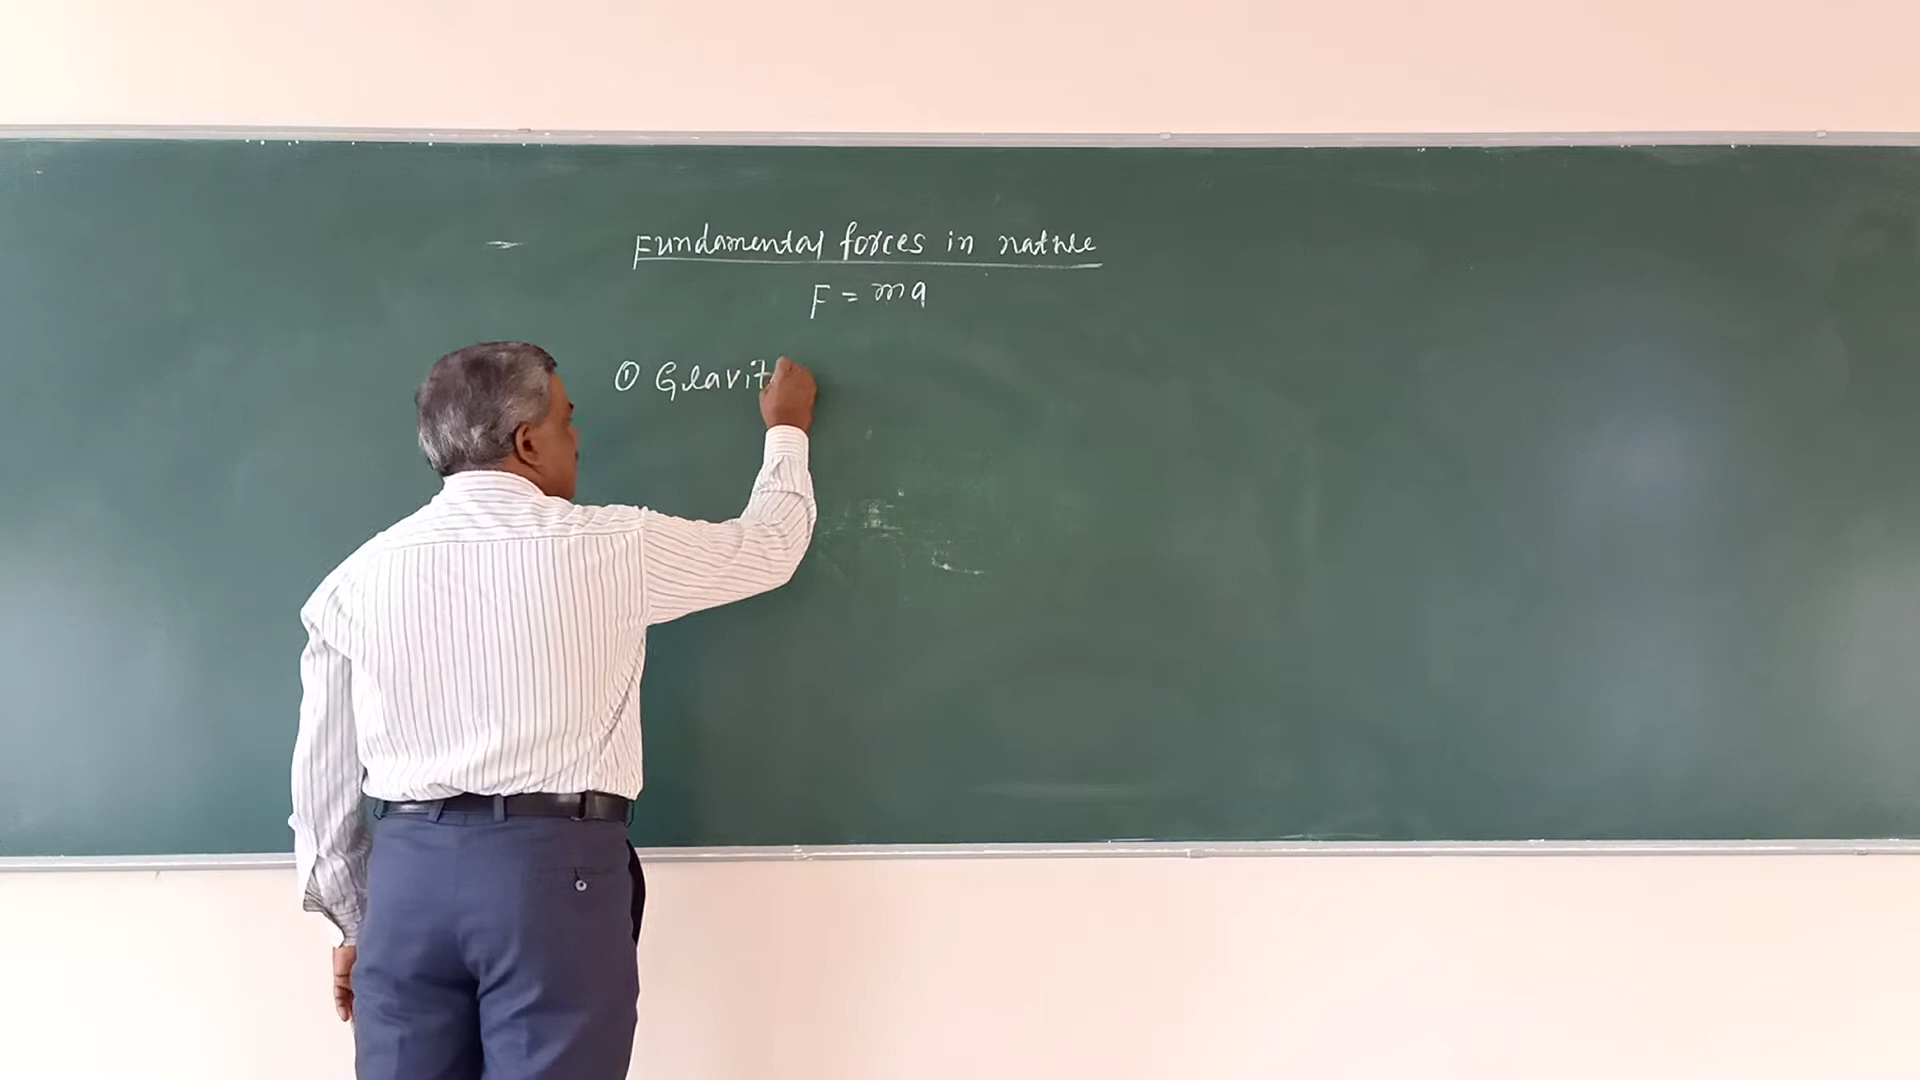 Fundamental forces in nature
F = ma
① Gravit